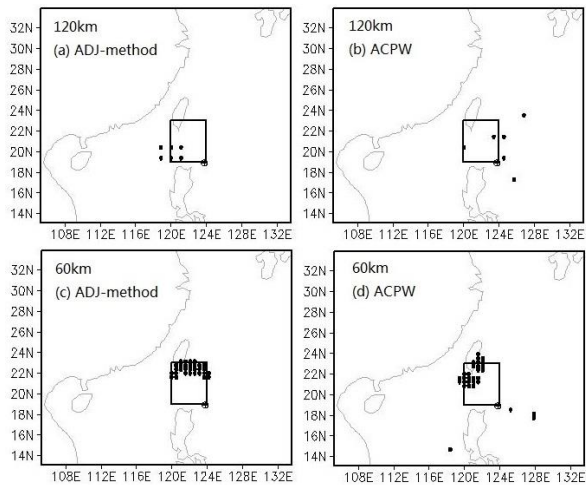 120km
(a) ADJ-method
32N
30N
28N
26N
24N
22N
20N
18N
16N
14N
108E 112E 116E 120E 124E 128E 132E
120km
(b) ACPW
32N
30N
28N
26N
24N
22N
20N
18N
16N
14N
108E 112E 116E 120E 124E 128E 132E
60km
(c) ADJ-method
32N
30N
28N
26N
24N
22N
20N
18N
16N
14N
108E 112E 116E 120E 124E 128E 132E
60km
(d) ACPW
32N
30N
28N
26N
24N
22N
20N
18N
16N
14N
108E 112E 116E 120E 124E 128E 132E